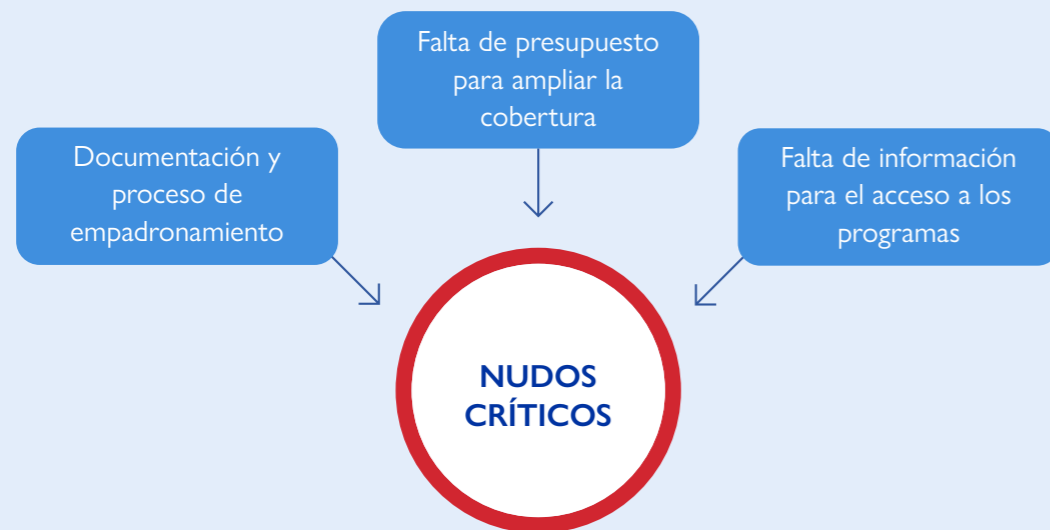 Falta de presupuesto
para ampliar la
cobertura
Documentación y
proceso de
empadronamiento
Falta de información
para el acceso a los
programas
NUDOS
CRÍTICOS